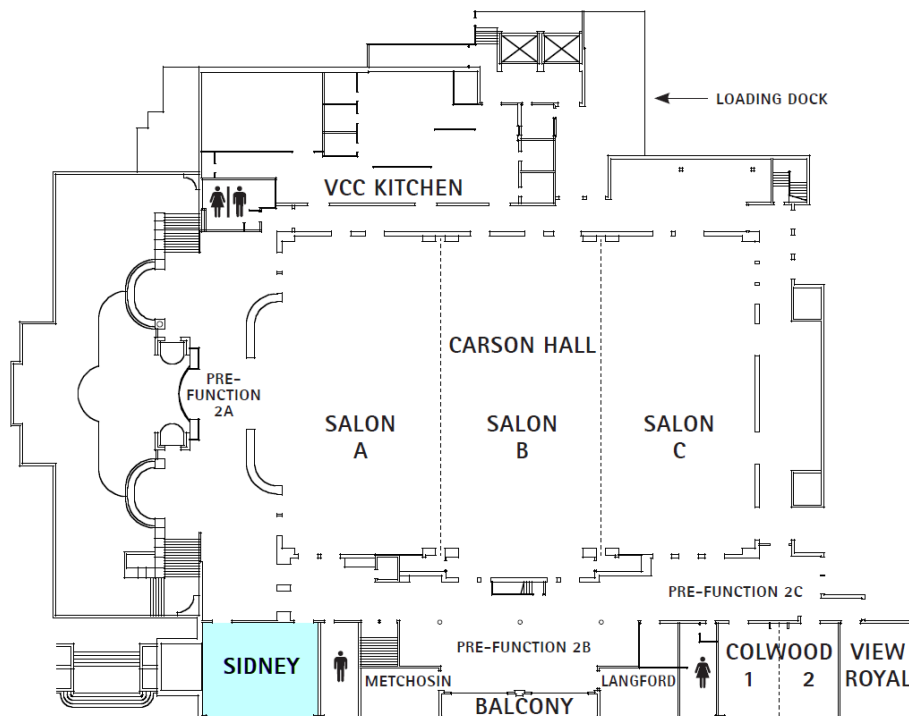 LOADING DOCK
VCC KITCHEN
CARSON HALL
PRE-
FUNCTION
2A
SALON
A
SALON
B
SALON
C
PRE-FUNCTION 2C
PRE-FUNCTION 2B
SIDNEY
METCHOSIN
LANGFORD
BALCONY
COLWOOD
1 2
VIEW
ROYAL